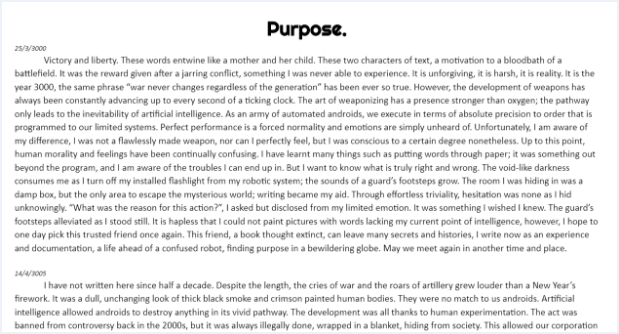 Purpose.
25/3/3000
Victory and liberty. These words entwine like a mother and her child. These two characters of text, a motivation to a bloodbath of a
battlefield. It was the reward given after a jarring conflict, something I was never able to experience. It is unforgiving, it is harsh, it is reality. It is the
year 3000, the same phrase “war never changes regardless of the generation” has been ever so true. However, the development of weapons has
always been constantly advancing up to every second of a ticking clock. The art of weaponizing has a presence stronger than oxygen; the pathway
only leads to the inevitability of artificial intelligence. As an army of automated androids, we execute in terms of absolute precision to order that is
programmed to our limited systems. Perfect performance is a forced normality and emotions are simply unheard of. Unfortunately, I am aware of
my difference, I was not a flawlessly made weapon, nor can I perfectly feel, but I was conscious to a certain degree nonetheless. Up to this point,
human morality and feelings have been continually confusing. I have learnt many things such as putting words through paper; it was something out
beyond the program, and I am aware of the troubles I can end up in. But I want to know what is truly right and wrong. The void-like darkness
consumes me as I turn off my installed flashlight from my robotic system; the sounds of a guard’s footsteps grow. The room I was hiding in was a
damp box, but the only area to escape the mysterious world; writing became my aid. Through effortless triviality, hesitation was none as I hid
unknowingly. “What was the reason for this action?”, I asked but disclosed from my limited emotion. It was something I wished I knew. The guard’s
footsteps alleviated as I stood still. It is hapless that I could not paint pictures with words lacking my current point of intelligence, however, I hope to
one day pick this trusted friend once again. This friend, a book thought extinct, can leave many secrets and histories, I write now as an experience
and documentation, a life ahead of a confused robot, finding purpose in a bewildering globe. May we meet again in another time and place.
14/4/3005
I have not written here since half a decade. Despite the length, the cries of war and the roars of artillery grew louder than a New Year’s
firework. It was a dull, unchanging look of thick black smoke and crimson painted human bodies. They were no match to us androids. Artificial
intelligence allowed androids to destroy anything in its vivid pathway. The development was all thanks to human experimentation. The act was
banned from controversy back in the 2000s, but it was always illegally done, wrapped in a blanket, hiding from society. This allowed our corporation